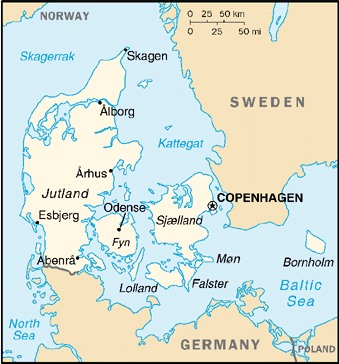 NORWAY
0 25 50 km
0 25 50 mi
Skagerrak
Skagen
SWEDEN
Ålborg
Kattegat
Århus
Jutland
COPENHAGEN
Odense
Esbjerg
Sjælland
Fyn
Åbenrå
Møn
Bornholm
Lolland
Falster
Baltic
Sea
North
Sea
GERMANY
POLAND